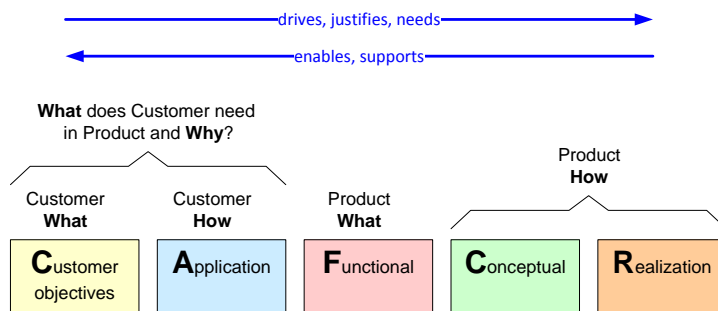 drives, justifies, needs
enables, supports
What does Customer need
in Product and Why?
Product
How
Customer
What
Customer
How
Product
What
Customer
objectives
Application
Functional
Conceptual
Realization